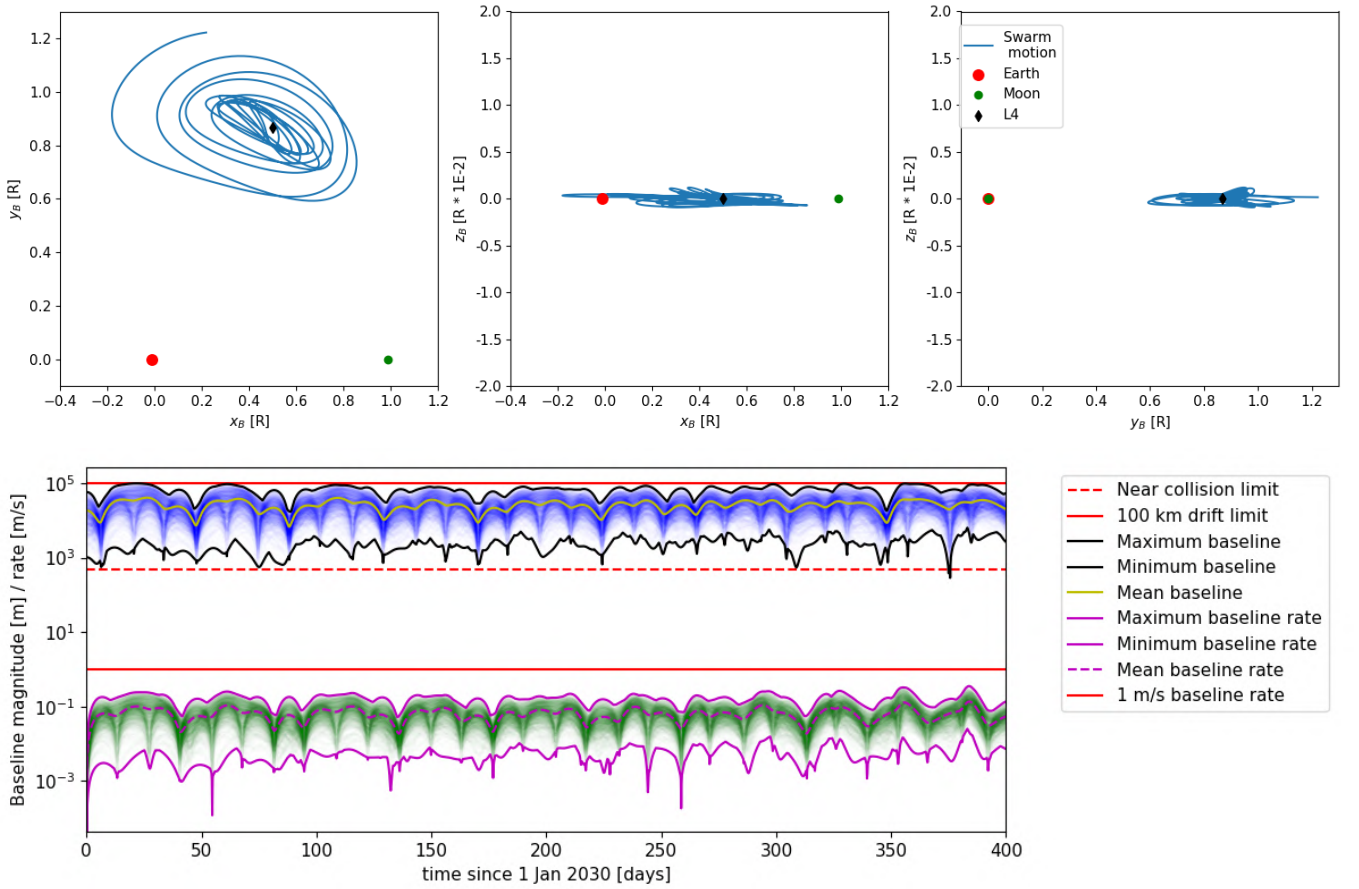 1.2
1.0
0.8
0.6
0.4
0.2
0.0
y_B [R]
−0.4 −0.2 0.0 0.2 0.4 0.6 0.8 1.0 1.2
x_B [R]
2.0
1.5
1.0
0.5
0.0
-0.5
-1.0
-1.5
-2.0
z_B [R * 1E-2]
−0.4 −0.2 0.0 0.2 0.4 0.6 0.8 1.0 1.2
x_B [R]
2.0
1.5
1.0
0.5
0.0
-0.5
-1.0
-1.5
-2.0
z_B [R * 1E-2]
0.0 0.2 0.4 0.6 0.8 1.0 1.2
y_B [R]
Swarm
motion
Earth
Moon
L4
10^5
10^3
10^1
10^−1
10^−3
Baseline magnitude [m] / rate [m/s]
0 50 100 150 200 250 300 350 400
time since 1 Jan 2030 [days]
Near collision limit
100 km drift limit
Maximum baseline
Minimum baseline
Mean baseline
Maximum baseline rate
Minimum baseline rate
Mean baseline rate
1 m/s baseline rate